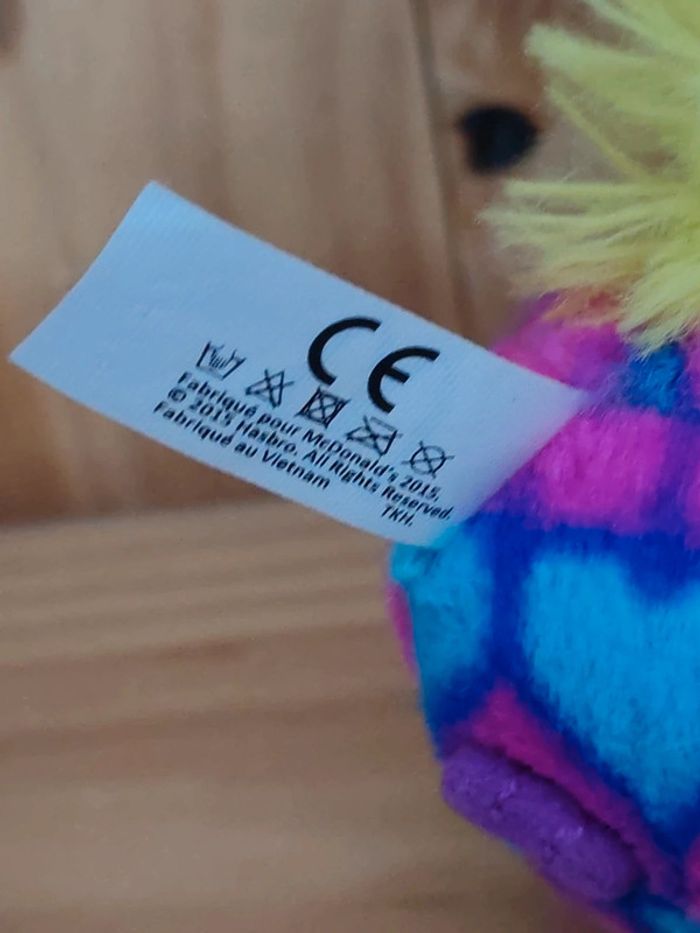 CE
Fabriqué pour McDonald's 2015.
© 2015 Hasbro. All Rights Reserved.
Fabriqué au Vietnam
TKH.